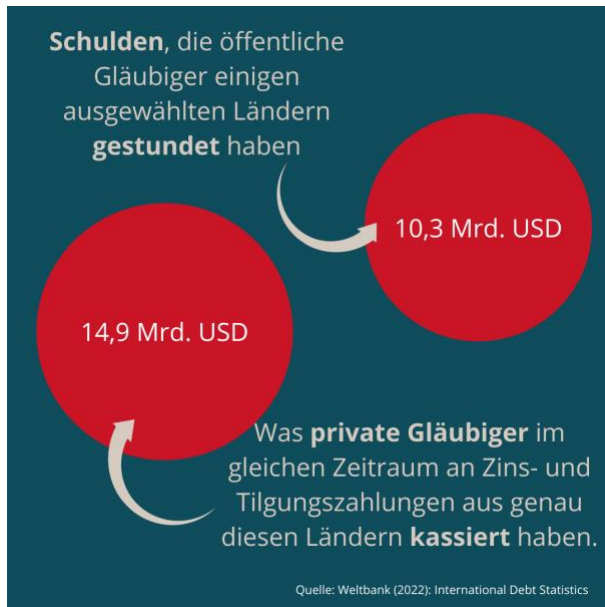 Schulden, die öffentliche
Gläubiger einigen
ausgewählten Ländern
gestundet haben
10,3 Mrd. USD
14,9 Mrd. USD
Was private Gläubiger im
gleichen Zeitraum an Zins- und
Tilgungszahlungen aus genau
diesen Ländern kassiert haben.
Quelle: Weltbank (2022): International Debt Statistics